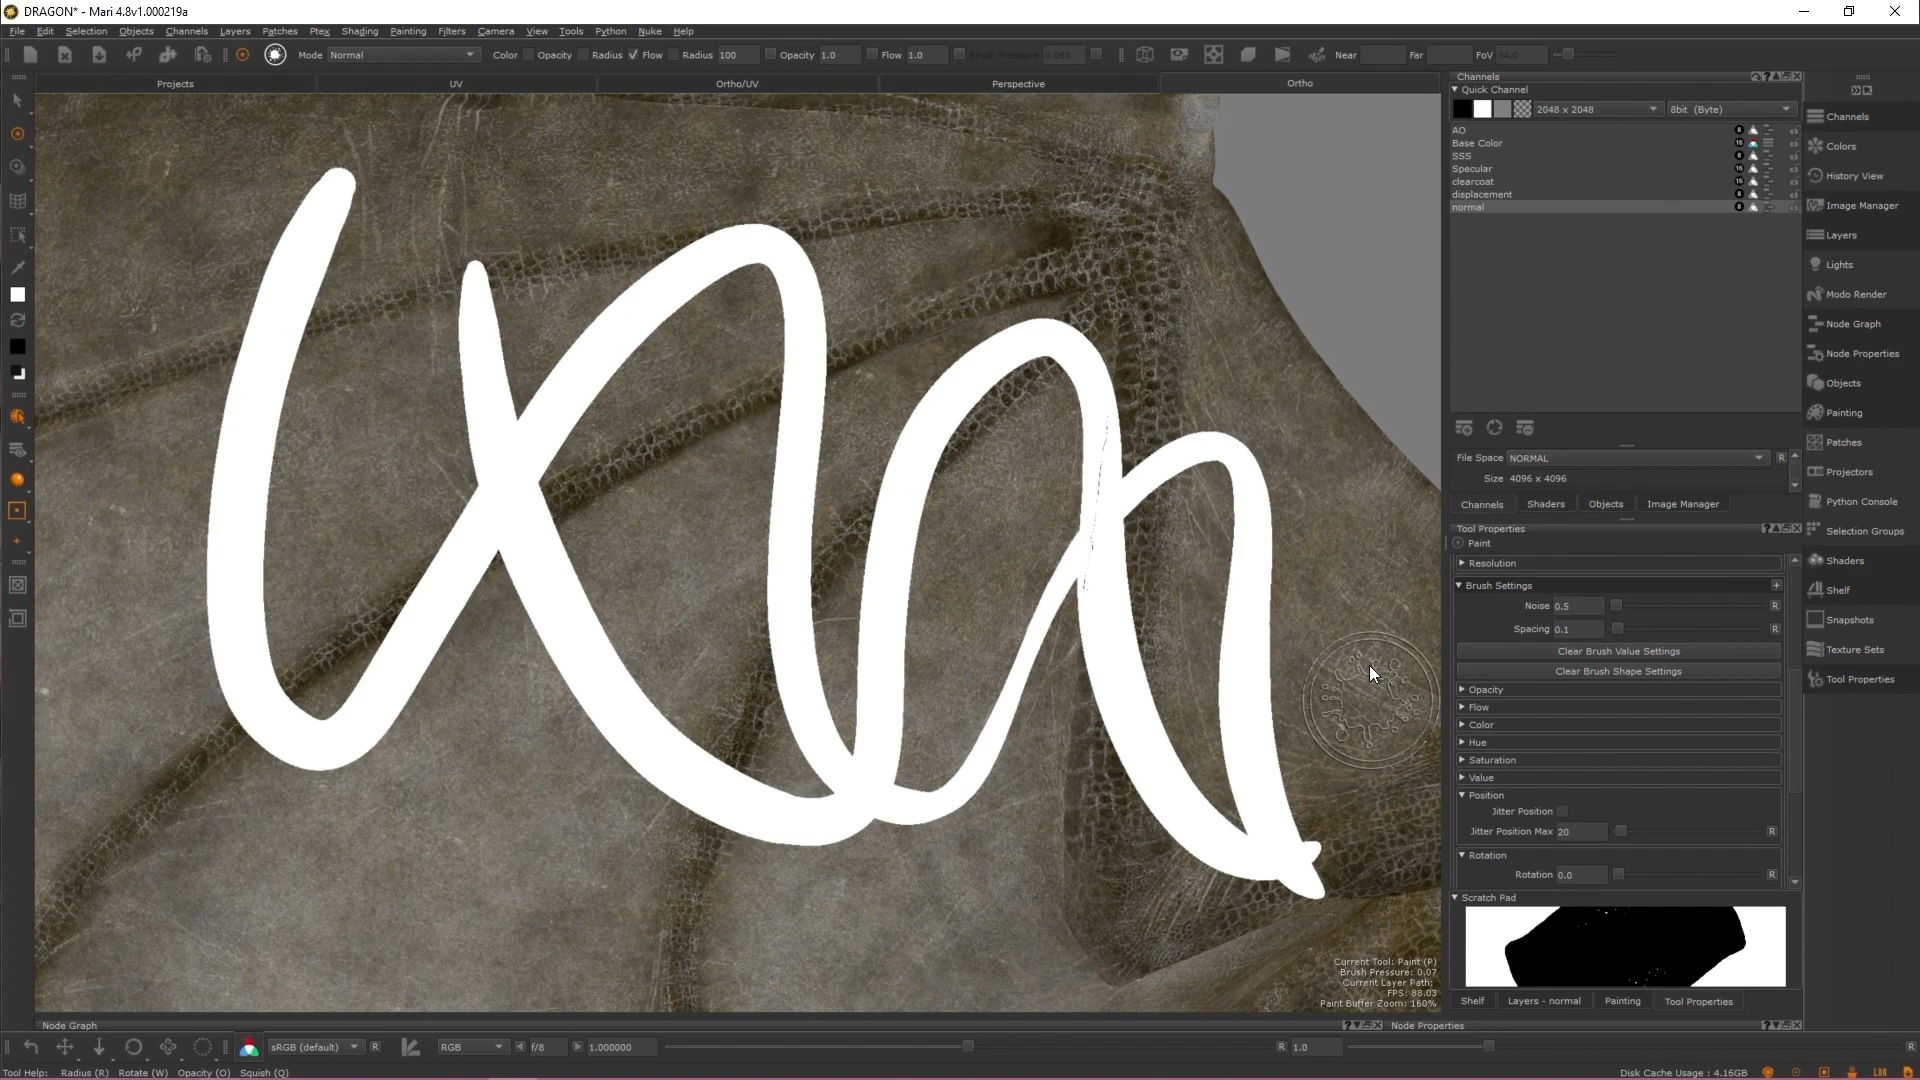 DRAGON* - Mari 4.8v1.000219a
File Edit Selection Objects Channels Layers Patches Ptex Shading Painting Filters Camera View Tools Python Nuke Help
Mode Normal Color Opacity Radius Flow Radius 100 Opacity 1.0 Flow 1.0 Brush Pressure 0.065 Near Far FoV 34.0
Projects UV Ortho/UV Perspective Ortho
Channels
Quick Channel
2048 x 2048 8bit (Byte)
AO
Base Color
SSS
Specular
clearcoat
displacement
normal
File Space NORMAL R
Size 4096 x 4096
Channels Shaders Objects Image Manager
Tool Properties
Paint
Resolution
Brush Settings
Noise 0.5 R
Spacing 0.1 R
Clear Brush Value Settings
Clear Brush Shape Settings
Opacity
Flow
Color
Hue
Saturation
Value
Position
Jitter Position
Jitter Position Max 20 R
Rotation
Rotation 0.0 R
Scratch Pad
Shelf Layers - normal Painting Tool Properties
Channels
Colors
History View
Image Manager
Layers
Lights
Modo Render
Node Graph
Node Properties
Objects
Painting
Patches
Projectors
Python Console
Selection Groups
Shaders
Shelf
Snapshots
Texture Sets
Tool Properties
Current Tool: Paint (P)
Brush Pressure: 0.07
Current Layer Path:
FPS: 88.03
Paint Buffer Zoom: 160%
Node Graph Node Properties
sRGB (default) R RGB f/8 1.000000 R 1.0 R
Tool Help: Radius (R) Rotate (W) Opacity (O) Squish (Q) Disk Cache Usage : 4.16GB